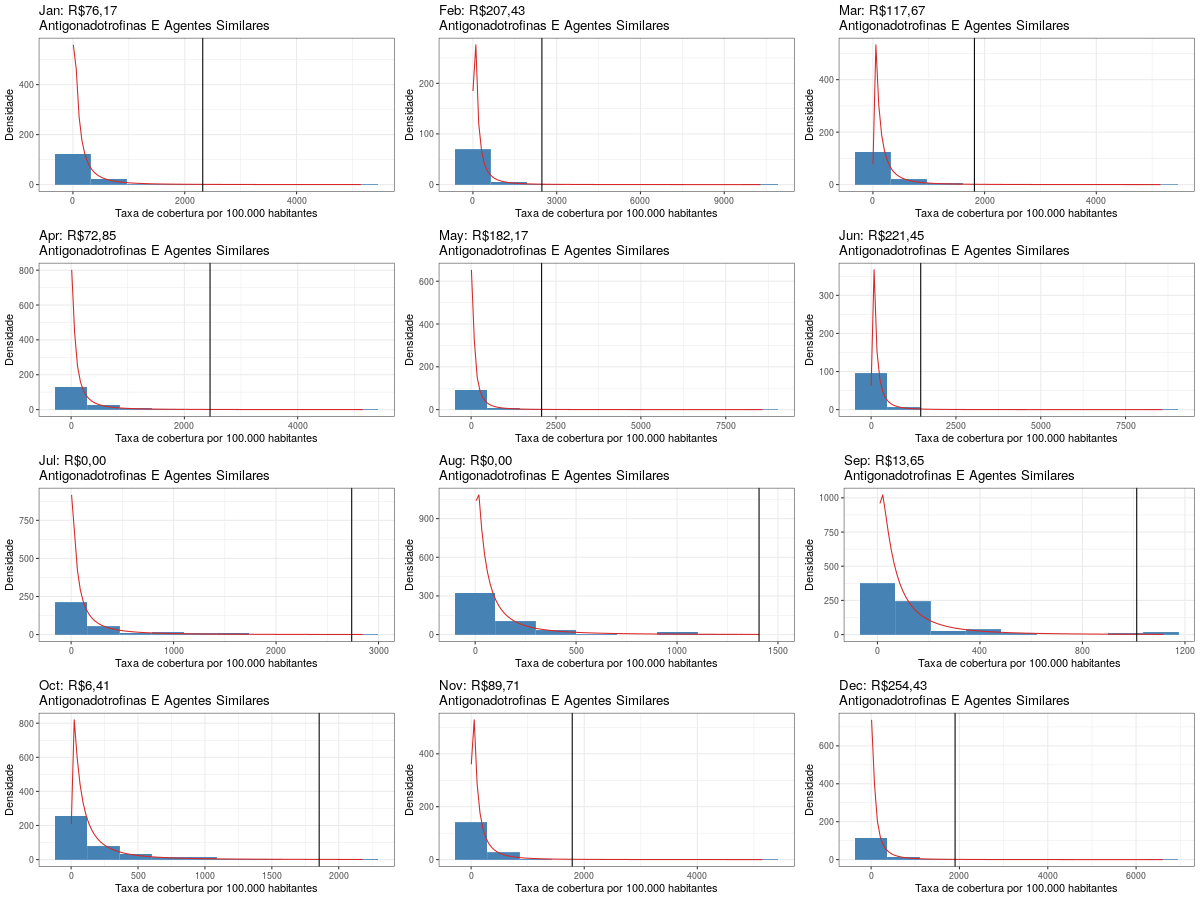 Jan: R$76,17
Antigonadotrofinas E Agentes Similares
Densidade
400
200
0
0 2000 4000
Taxa de cobertura por 100.000 habitantes
Feb: R$207,43
Antigonadotrofinas E Agentes Similares
Densidade
200
100
0
0 3000 6000 9000
Taxa de cobertura por 100.000 habitantes
Mar: R$117,67
Antigonadotrofinas E Agentes Similares
Densidade
400
200
0
0 2000 4000
Taxa de cobertura por 100.000 habitantes
Apr: R$72,85
Antigonadotrofinas E Agentes Similares
Densidade
800
600
400
200
0
0 2000 4000
Taxa de cobertura por 100.000 habitantes
May: R$182,17
Antigonadotrofinas E Agentes Similares
Densidade
600
400
200
0
0 2500 5000 7500
Taxa de cobertura por 100.000 habitantes
Jun: R$221,45
Antigonadotrofinas E Agentes Similares
Densidade
300
200
100
0
0 2500 5000 7500
Taxa de cobertura por 100.000 habitantes
Jul: R$0,00
Antigonadotrofinas E Agentes Similares
Densidade
750
500
250
0
0 1000 2000 3000
Taxa de cobertura por 100.000 habitantes
Aug: R$0,00
Antigonadotrofinas E Agentes Similares
Densidade
900
600
300
0
0 500 1000 1500
Taxa de cobertura por 100.000 habitantes
Sep: R$13,65
Antigonadotrofinas E Agentes Similares
Densidade
1000
750
500
250
0
0 400 800 1200
Taxa de cobertura por 100.000 habitantes
Oct: R$6,41
Antigonadotrofinas E Agentes Similares
Densidade
800
600
400
200
0
0 500 1000 1500 2000
Taxa de cobertura por 100.000 habitantes
Nov: R$89,71
Antigonadotrofinas E Agentes Similares
Densidade
400
200
0
0 2000 4000
Taxa de cobertura por 100.000 habitantes
Dec: R$254,43
Antigonadotrofinas E Agentes Similares
Densidade
600
400
200
0
0 2000 4000 6000
Taxa de cobertura por 100.000 habitantes